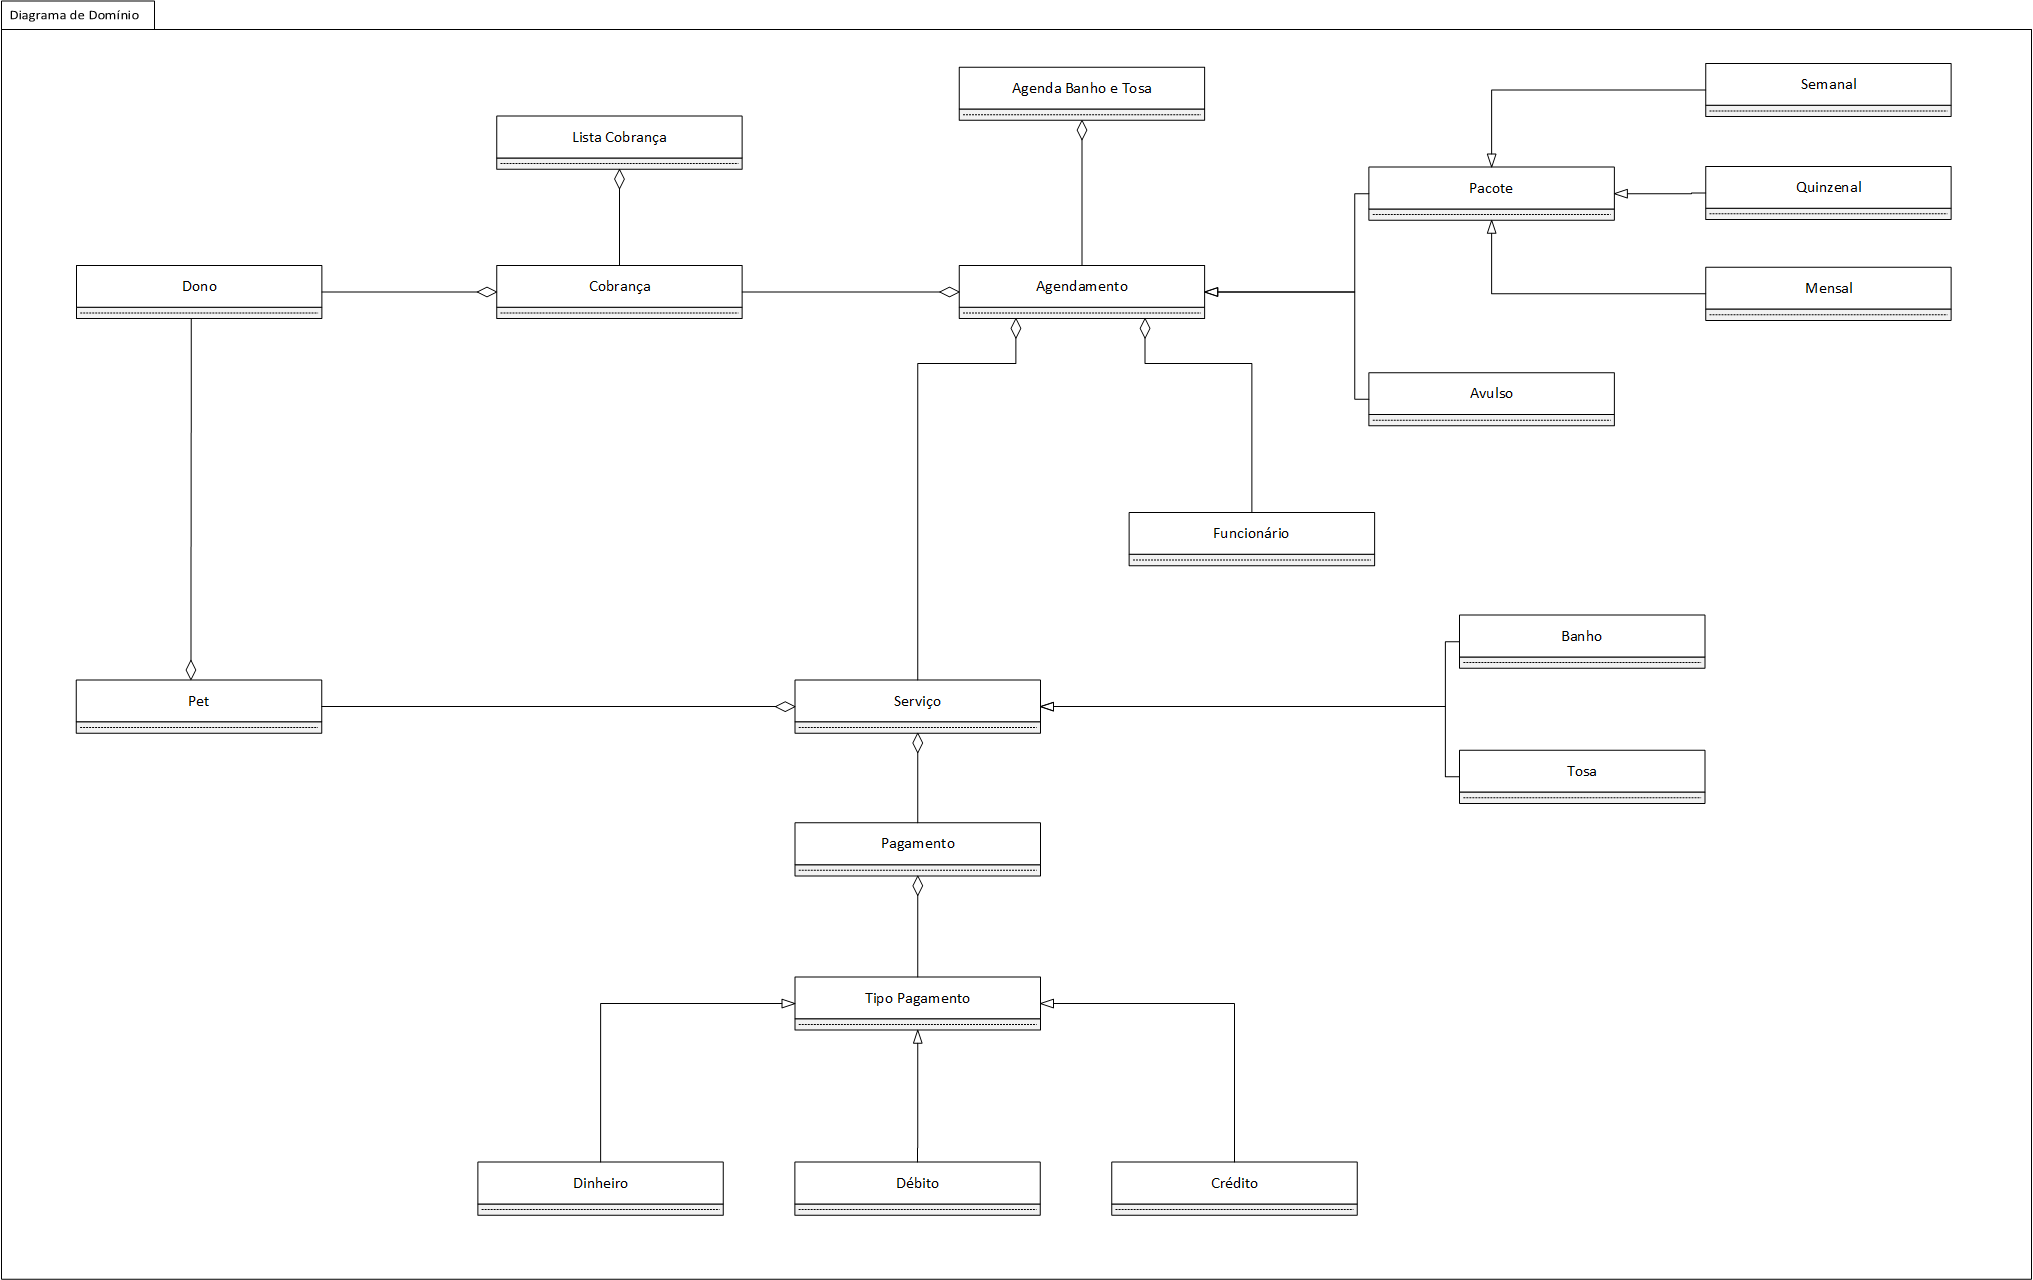 Diagrama de Domínio
Agenda Banho e Tosa
Semanal
Lista Cobrança
Pacote
Quinzenal
Dono
Cobrança
Agendamento
Mensal
Avulso
Funcionário
Banho
Pet
Serviço
Tosa
Pagamento
Tipo Pagamento
Dinheiro
Débito
Crédito